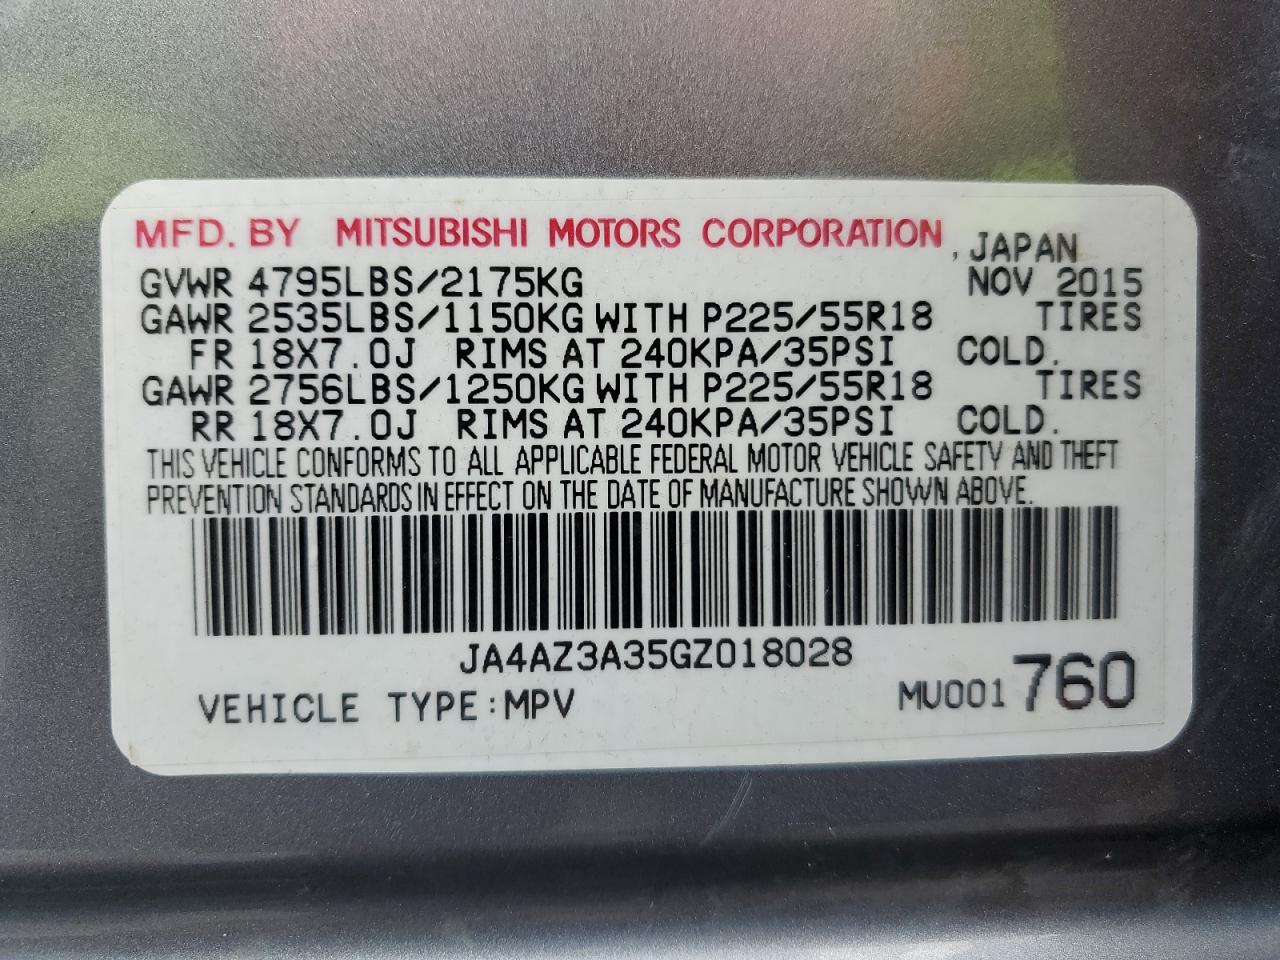 MFD. BY MITSUBISHI MOTORS CORPORATION , JAPAN
GVWR 4795LBS/2175KG NOV 2015
GAWR 2535LBS/1150KG WITH P225/55R18 TIRES
FR 18X7.0J RIMS AT 240KPA/35PSI COLD.
GAWR 2756LBS/1250KG WITH P225/55R18 TIRES
RR 18X7.0J RIMS AT 240KPA/35PSI COLD.
THIS VEHICLE CONFORMS TO ALL APPLICABLE FEDERAL MOTOR VEHICLE SAFETY AND THEFT
PREVENTION STANDARDS IN EFFECT ON THE DATE OF MANUFACTURE SHOWN ABOVE.
JA4AZ3A35GZ018028
VEHICLE TYPE:MPV MU001760